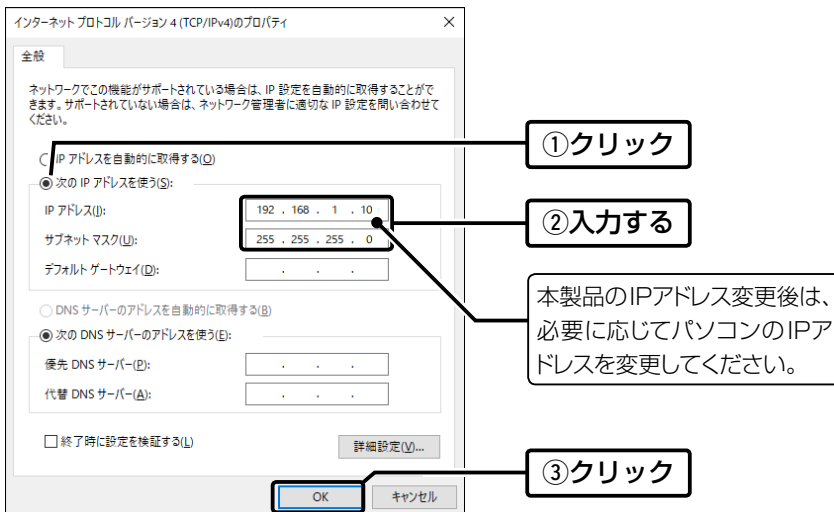 インターネット プロトコル バージョン 4 (TCP/IPv4)のプロパティ
全般
ネットワークでこの機能がサポートされている場合は、IP 設定を自動的に取得することがで
きます。サポートされていない場合は、ネットワーク管理者に適切な IP 設定を問い合わせて
ください。
IP アドレスを自動的に取得する(O)
次の IP アドレスを使う(S):
IP アドレス(I): 192 . 168 . 1 . 10
サブネット マスク(U): 255 . 255 . 255 . 0
デフォルト ゲートウェイ(D): . . .
DNS サーバーのアドレスを自動的に取得する(B)
次の DNS サーバーのアドレスを使う(E):
優先 DNS サーバー(P): . . .
代替 DNS サーバー(A): . . .
終了時に設定を検証する(L)
詳細設定(V)...
OK
キャンセル
①クリック
②入力する
本製品のIPアドレス変更後は、
必要に応じてパソコンのIPア
ドレスを変更してください。
③クリック